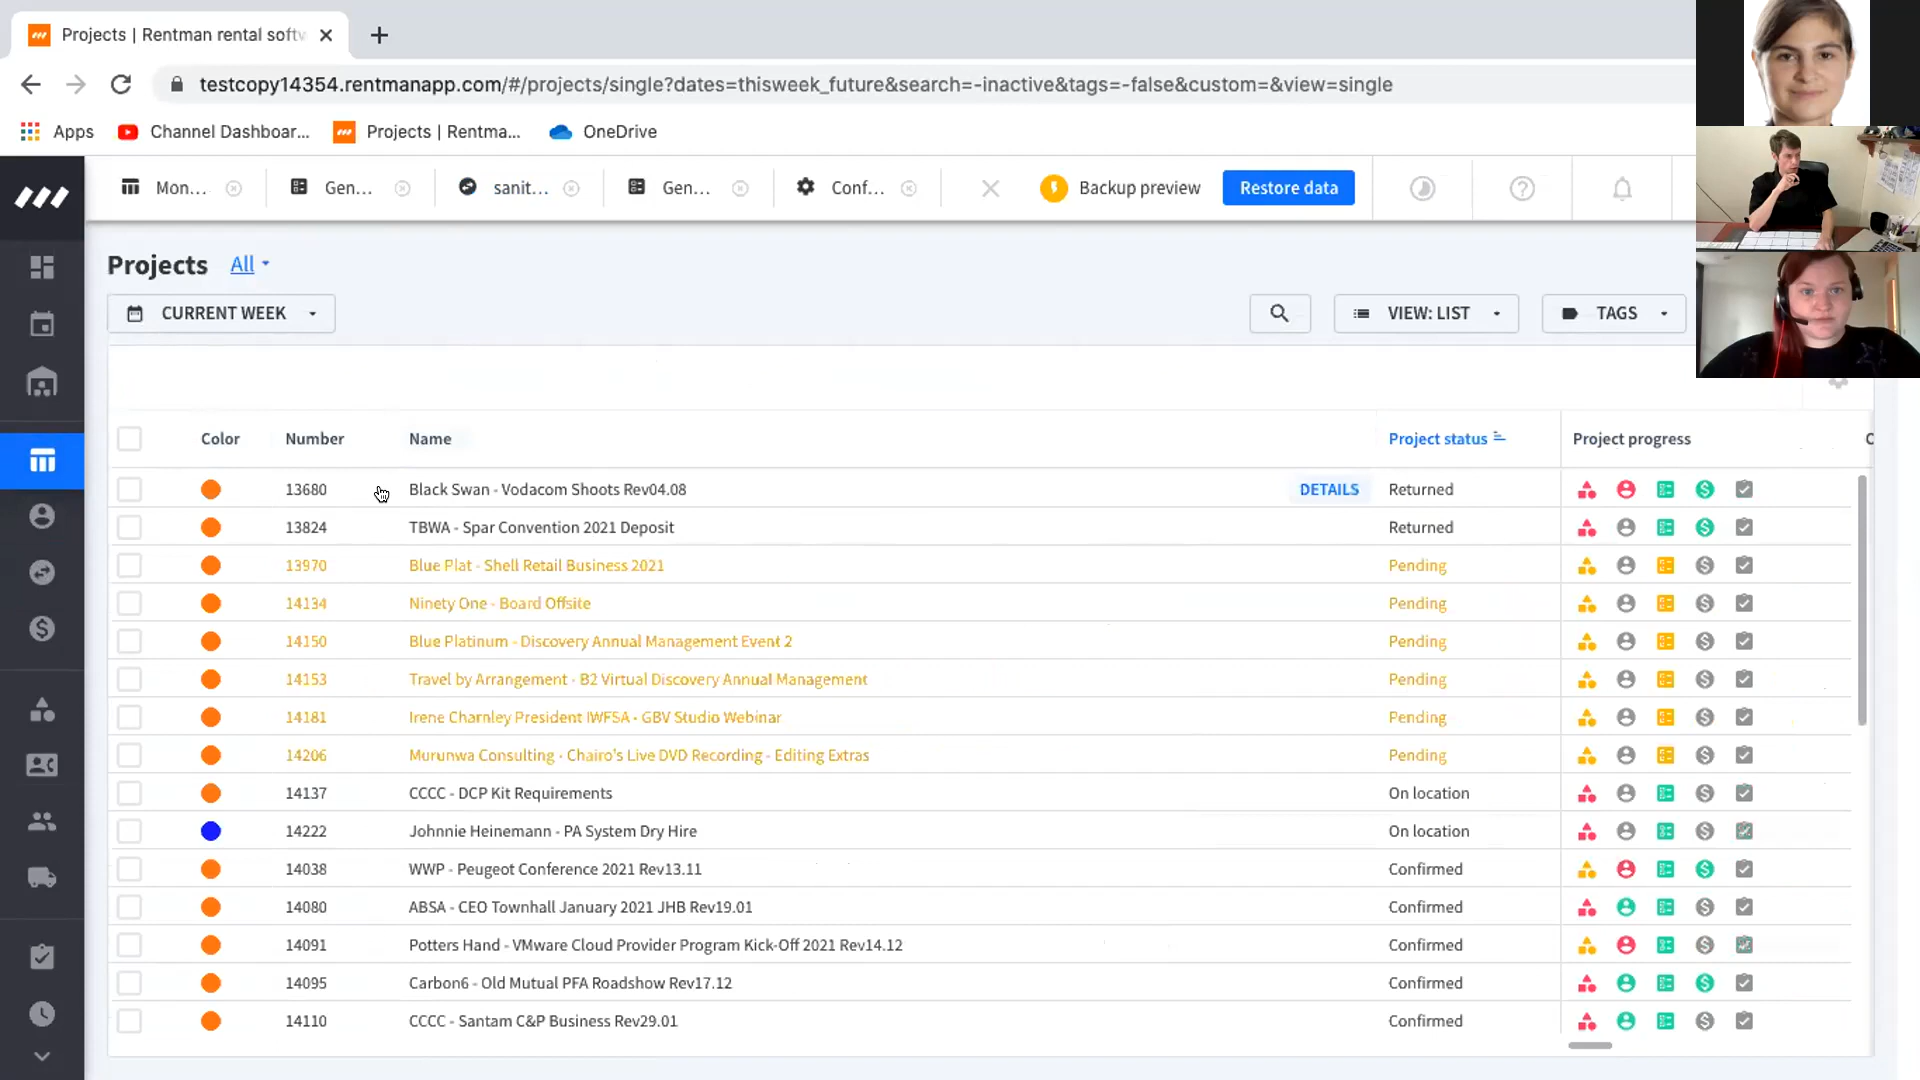 Projects | Rentman rental softw
testcopy14354.rentmanapp.com/#/projects/single?dates=thisweek_future&search=-inactive&tags=-false&custom=&view=single
Apps Channel Dashboar... Projects | Rentma... OneDrive
Mon... Gen... sanit... Gen... Conf... Backup preview Restore data
Projects All
CURRENT WEEK VIEW: LIST TAGS
Color Number Name Project status Project progress
13680 Black Swan - Vodacom Shoots Rev04.08 DETAILS Returned
13824 TBWA - Spar Convention 2021 Deposit Returned
13970 Blue Plat - Shell Retail Business 2021 Pending
14134 Ninety One - Board Offsite Pending
14150 Blue Platinum - Discovery Annual Management Event 2 Pending
14153 Travel by Arrangement - B2 Virtual Discovery Annual Management Pending
14181 Irene Charnley President IWFSA - GBV Studio Webinar Pending
14206 Murunwa Consulting - Chairo's Live DVD Recording - Editing Extras Pending
14137 CCCC - DCP Kit Requirements On location
14222 Johnnie Heinemann - PA System Dry Hire On location
14038 WWP - Peugeot Conference 2021 Rev13.11 Confirmed
14080 ABSA - CEO Townhall January 2021 JHB Rev19.01 Confirmed
14091 Potters Hand - VMware Cloud Provider Program Kick-Off 2021 Rev14.12 Confirmed
14095 Carbon6 - Old Mutual PFA Roadshow Rev17.12 Confirmed
14110 CCCC - Santam C&P Business Rev29.01 Confirmed